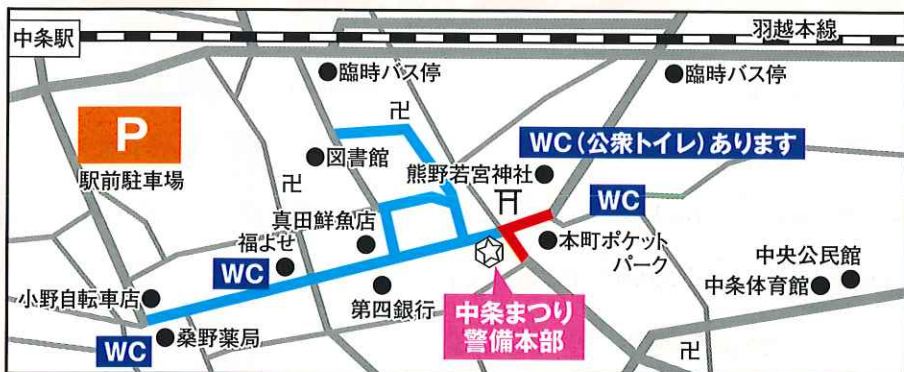 中条駅
羽越本線
臨時バス停
臨時バス停
P
駅前駐車場
卍
WC(公衆トイレ)あります
図書館
熊野若宮神社
卍
WC
真田鮮魚店
福よせ
本町ポケット
パーク
中央公民館
WC
中条体育館
小野自転車店
第四銀行
中条まつり
警備本部
桑野薬局
WC
卍